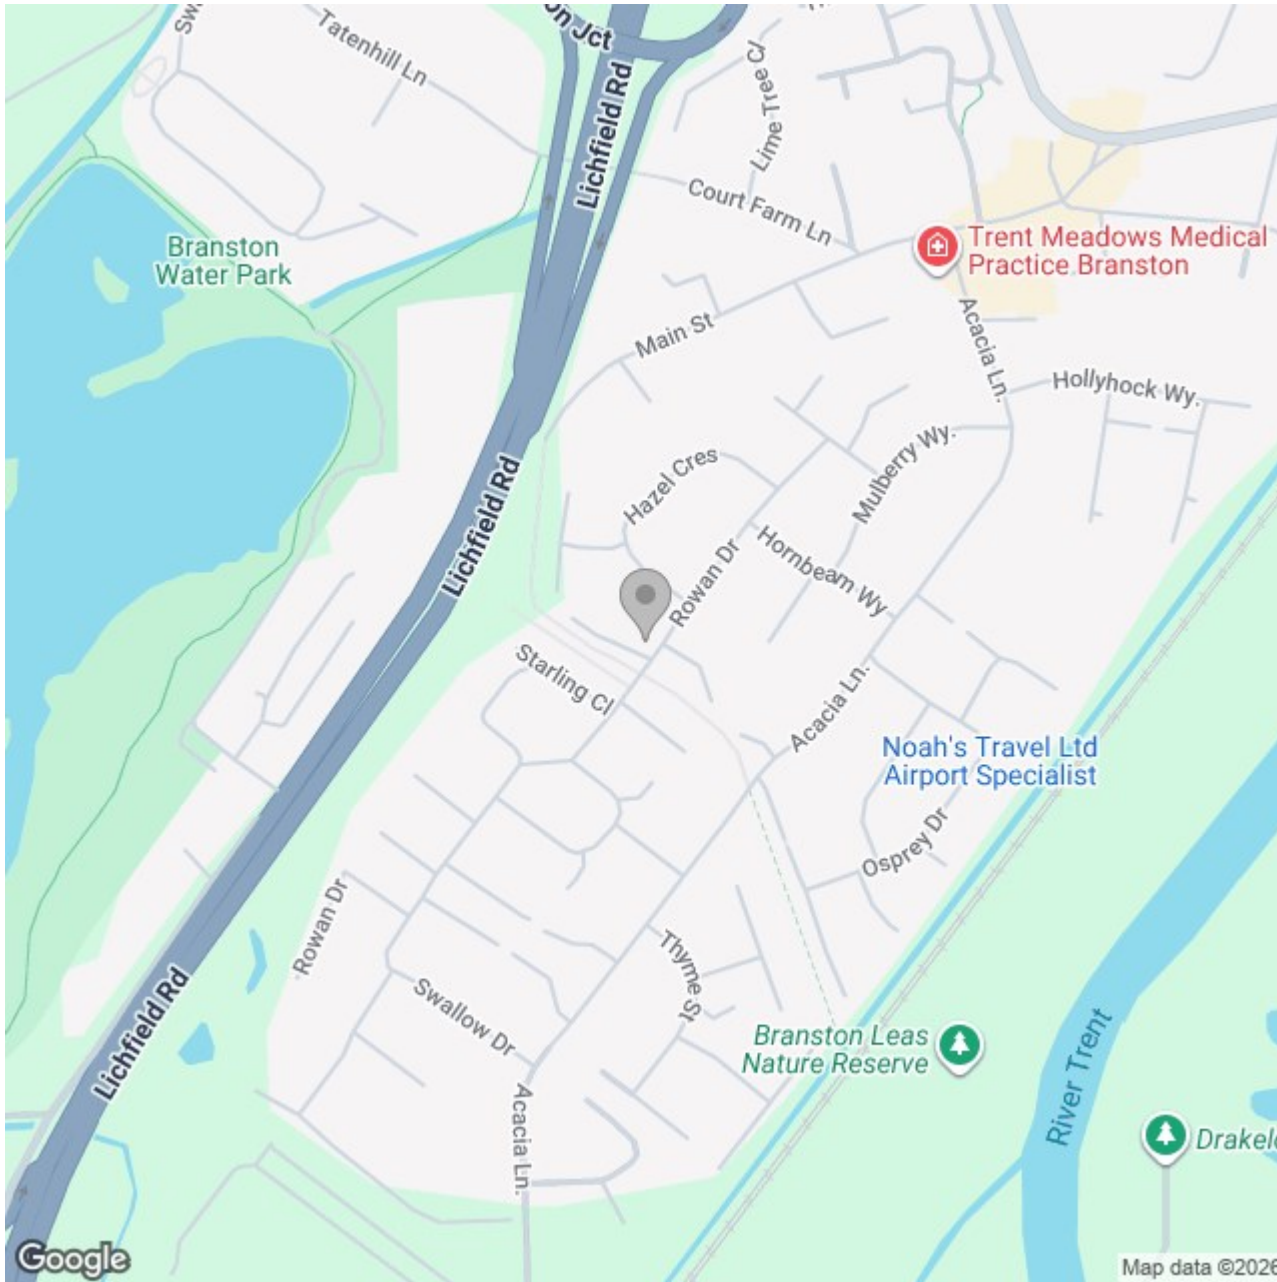 on Jct
Tatenhill Ln
Lichfield Rd
Lime Tree Cl
Court Farm Ln
Branston
Water Park
Trent Meadows Medical
Practice Branston
Main St
Acacia Ln.
Hollyhock Wy.
Hazel Cres
Mulberry Wy.
Lichfield Rd
Rowan Dr
Hornbeam Wy
Starling Cl
Acacia Ln.
Noah's Travel Ltd
Airport Specialist
Osprey Dr
Rowan Dr
Thyme St
Swallow Dr
Lichfield Rd
Branston Leas
Nature Reserve
River Trent
Acacia Ln.
Drakelo
Google
Map data ©2026